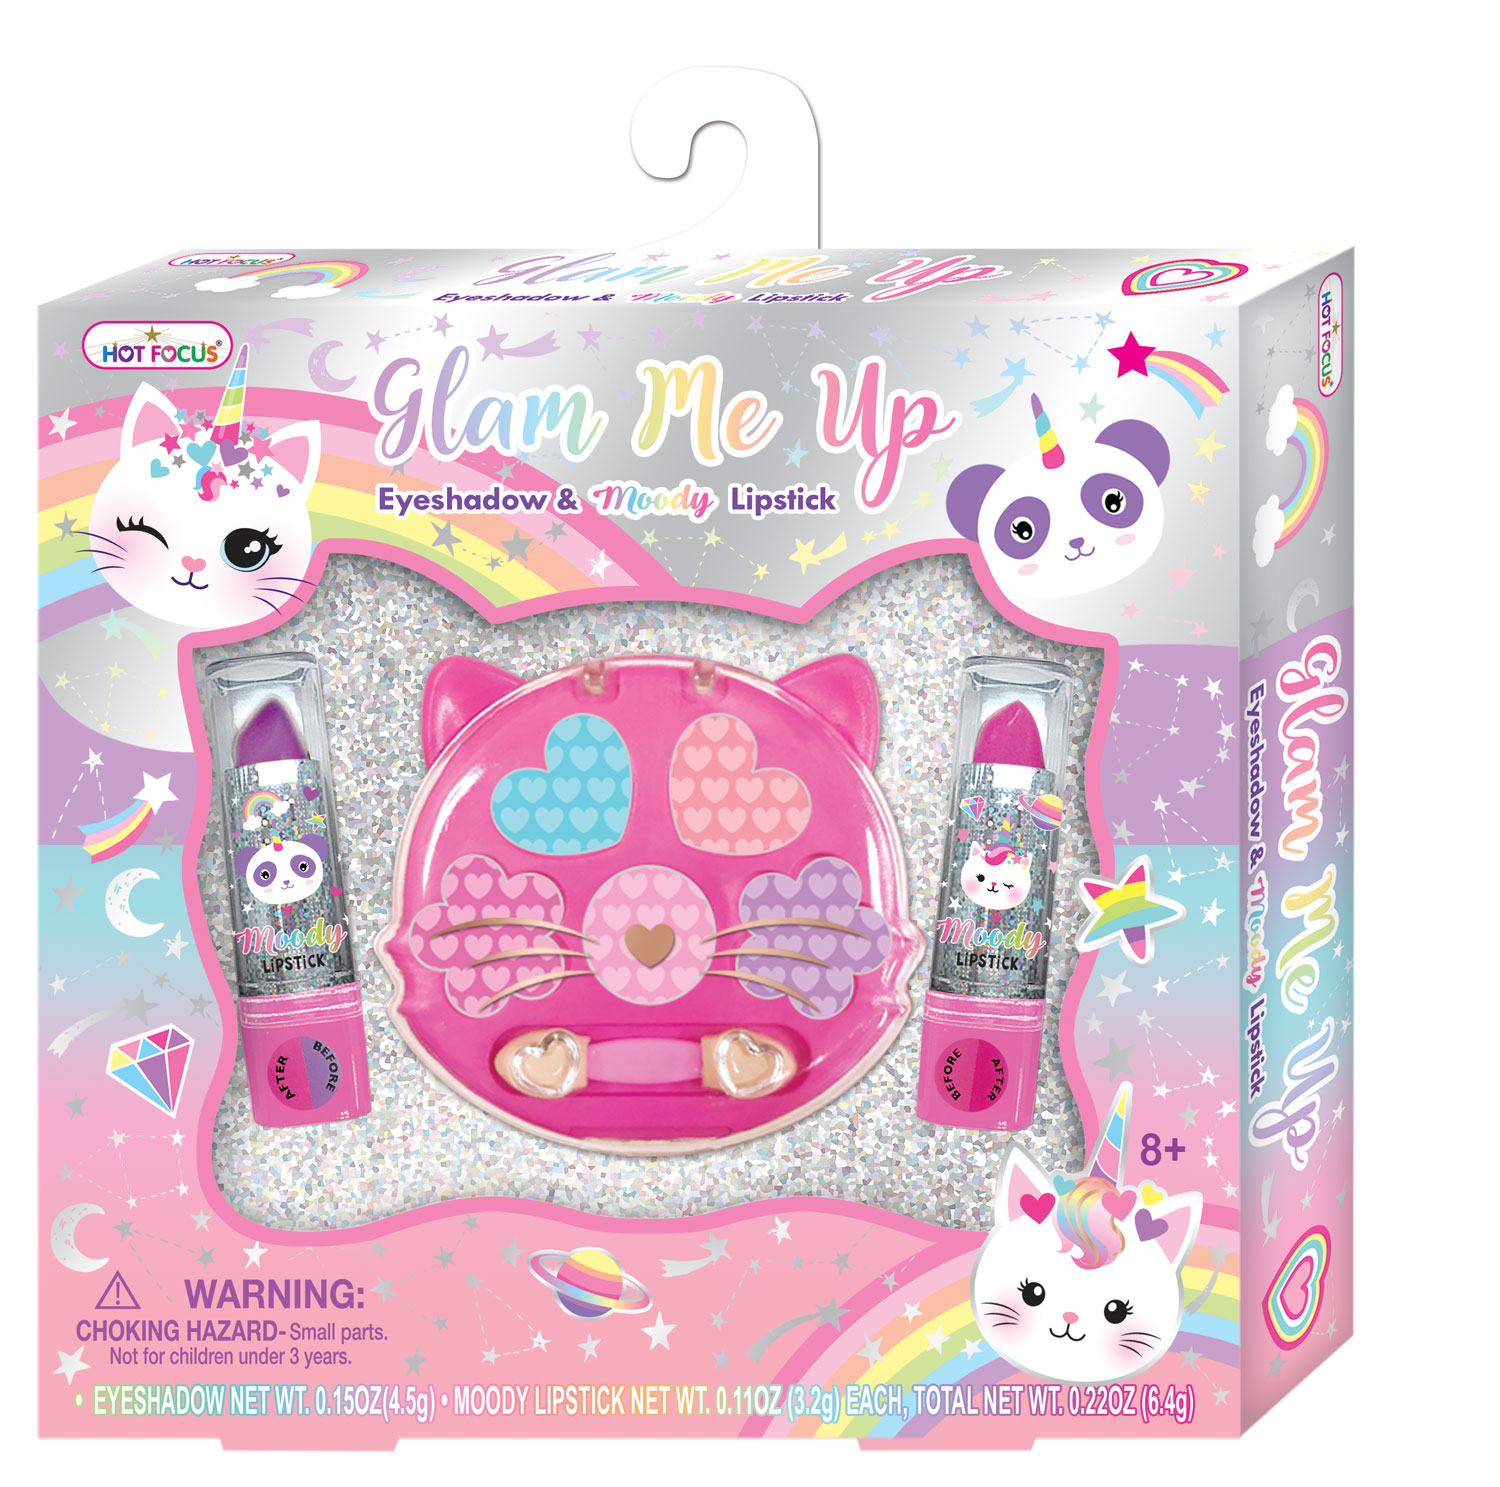 HOT FOCUS®
Glam Me Up
Eyeshadow & Moody Lipstick
HOT FOCUS®
Glam Me Up
Eyeshadow & Moody Lipstick
HOT FOCUS®
Glam Me Up
Eyeshadow & Moody Lipstick
Moody
LiPSTiCK
AFTER
BEFORE
Moody
LiPSTiCK
BEFORE
AFTER
8+
WARNING:
CHOKING HAZARD- Small parts.
Not for children under 3 years.
• EYESHADOW NET WT. 0.15OZ(4.5g) • MOODY LIPSTICK NET WT. 0.11OZ (3.2g) EACH, TOTAL NET WT. 0.22OZ (6.4g)